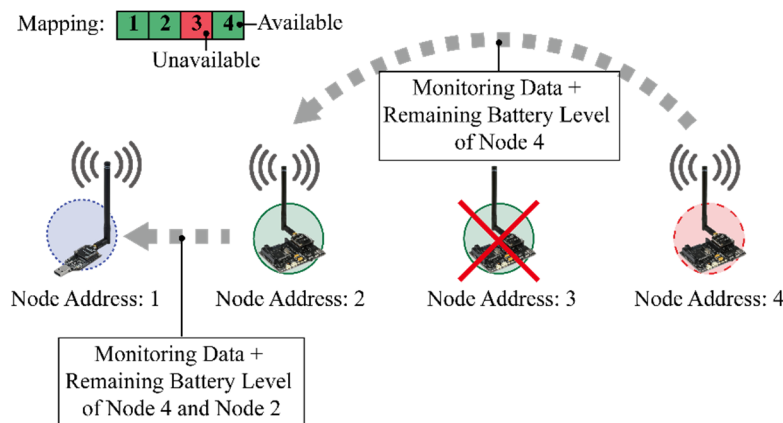 Mapping: 1 2 3 4 Available
Unavailable
Monitoring Data +
Remaining Battery Level
of Node 4
Node Address: 1
Node Address: 2
Node Address: 3
Node Address: 4
Monitoring Data +
Remaining Battery Level
of Node 4 and Node 2